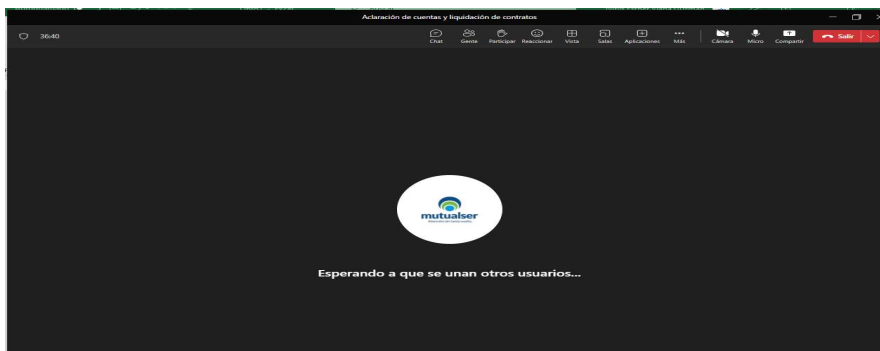 Aclaración de cuentas y liquidación de contratos
36:40
Chat Gente Participar Reaccionar Vista Salas Aplicaciones Más Cámara Micro Compartir Salir
mutualser
Esperando a que se unan otros usuarios...